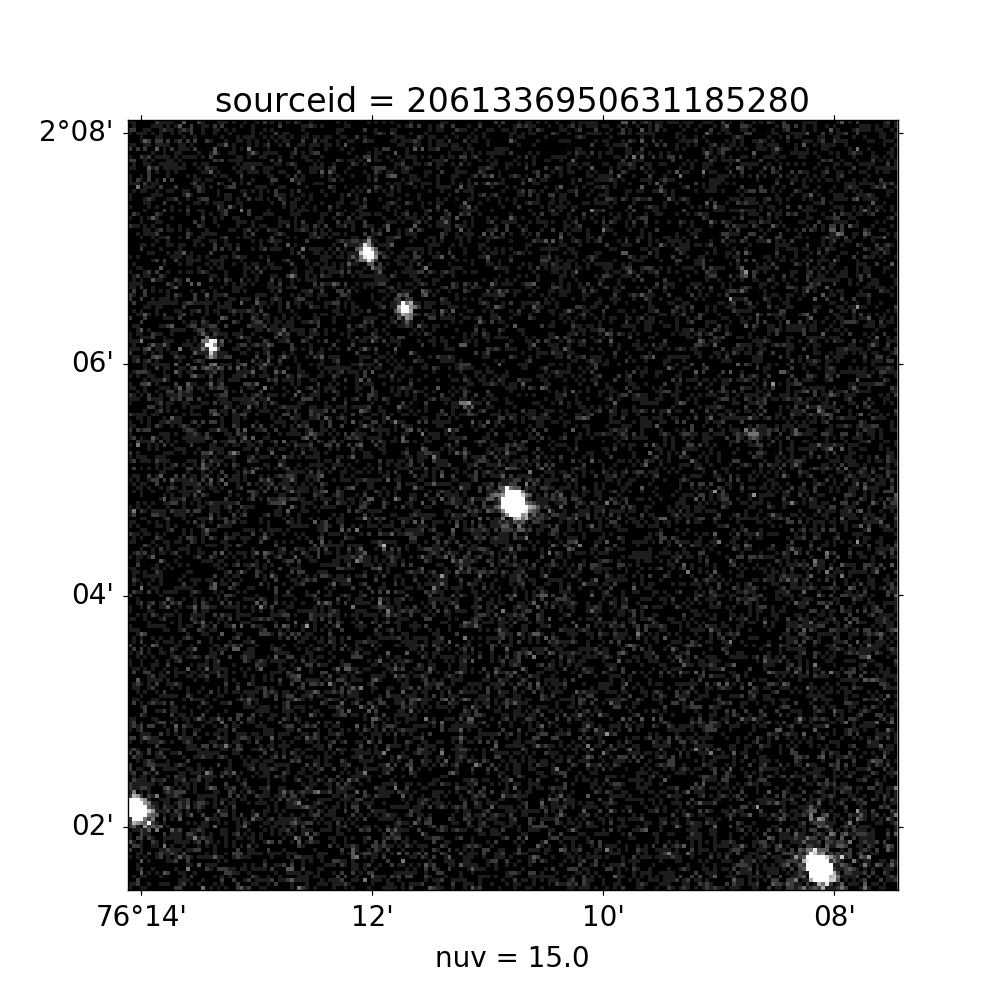 sourceid = 2061336950631185280
2°08'
06'
04'
02'
76°14' 12' 10' 08'
nuv = 15.0